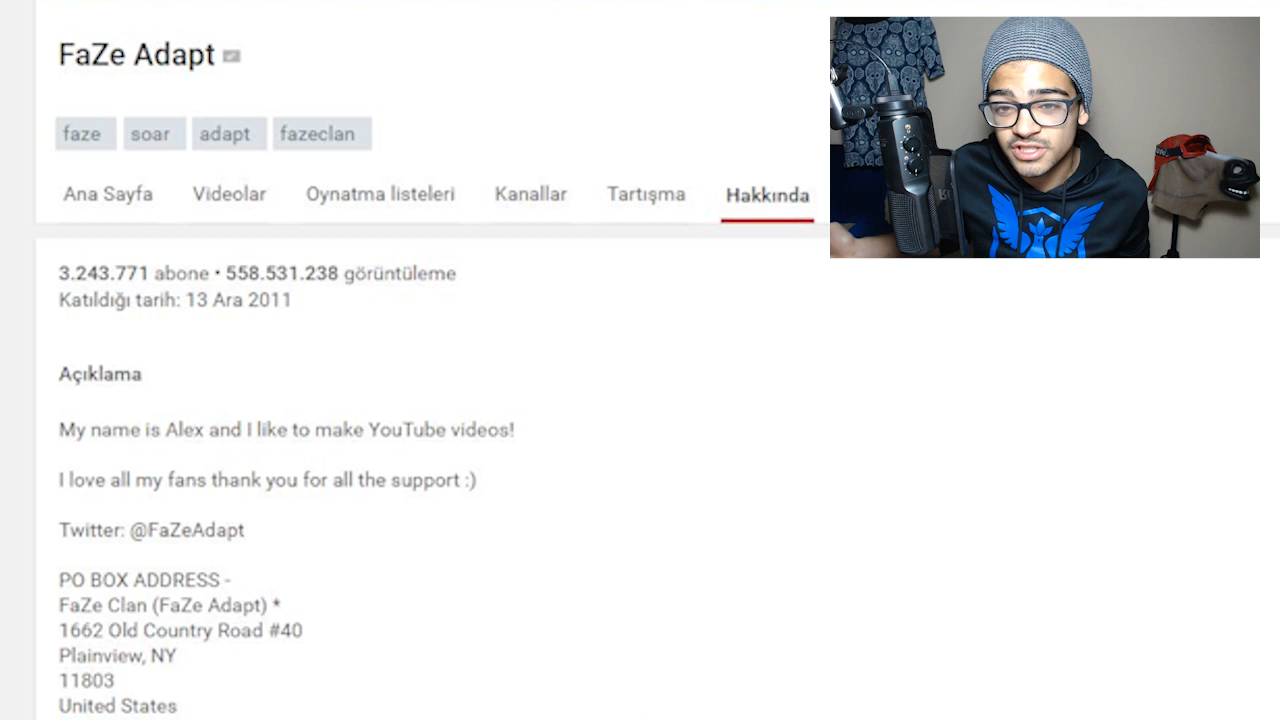 FaZe Adapt
faze soar adapt fazeclan
Ana Sayfa Videolar Oynatma listeleri Kanallar Tartışma Hakkında
3.243.771 abone • 558.531.238 görüntüleme
Katıldığı tarih: 13 Ara 2011
Açıklama
My name is Alex and I like to make YouTube videos!
I love all my fans thank you for all the support :)
Twitter: @FaZeAdapt
PO BOX ADDRESS -
FaZe Clan (FaZe Adapt) *
1662 Old Country Road #40
Plainview, NY
11803
United States